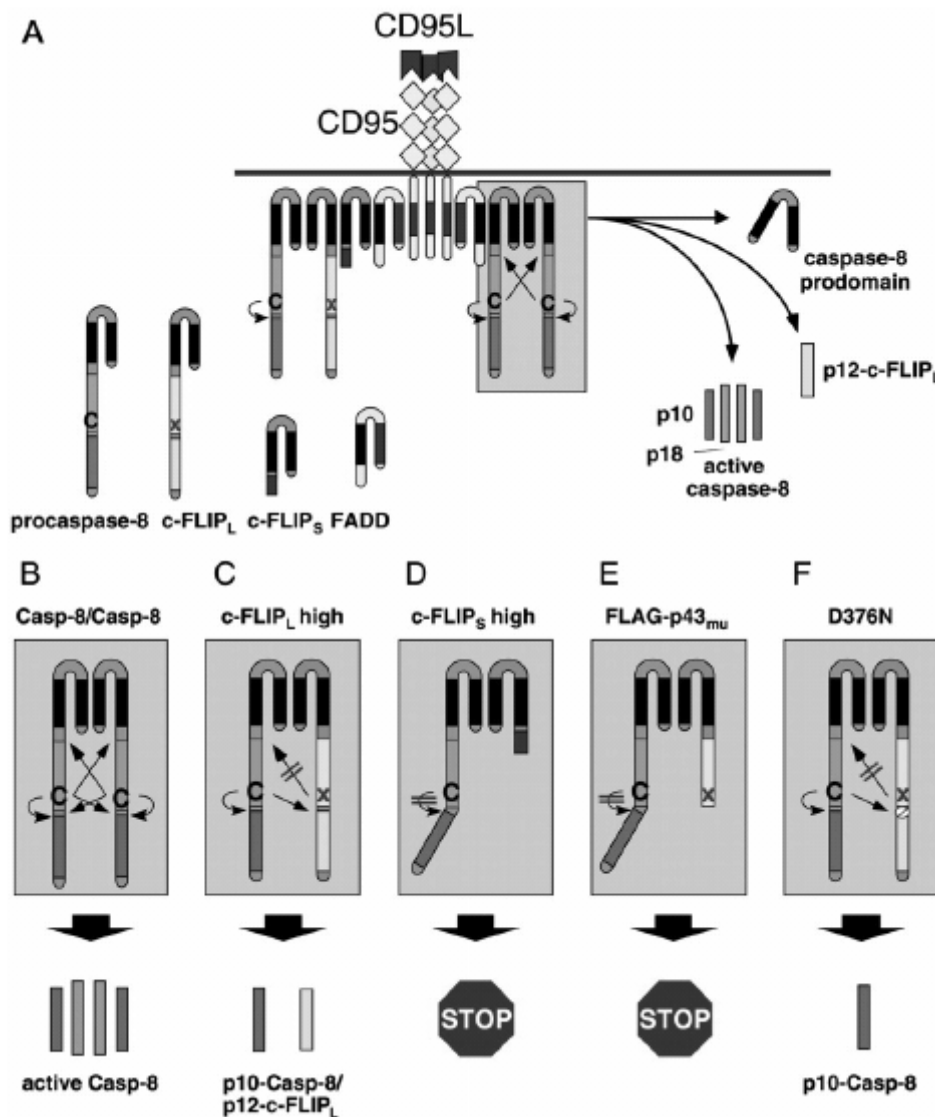 A
CD95L
CD95
caspase-8
prodomain
p12-c-FLIP
p10
p18
active
caspase-8
C
X
C
C
C
X
procaspase-8 c-FLIPL c-FLIPS FADD
B C D E F
Casp-8/Casp-8 c-FLIPL high c-FLIPS high FLAG-p43mu D376N
C C C X C C X C X
STOP STOP
active Casp-8 p10-Casp-8/ p10-Casp-8
p12-c-FLIPL